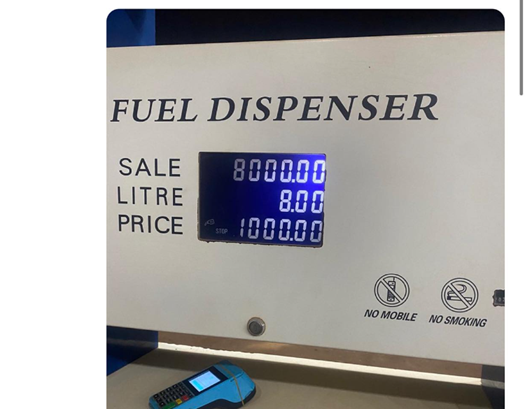 FUEL DISPENSER
SALE 8000.00
LITRE 8.00
PRICE STOP 1000.00
NO MOBILE NO SMOKING